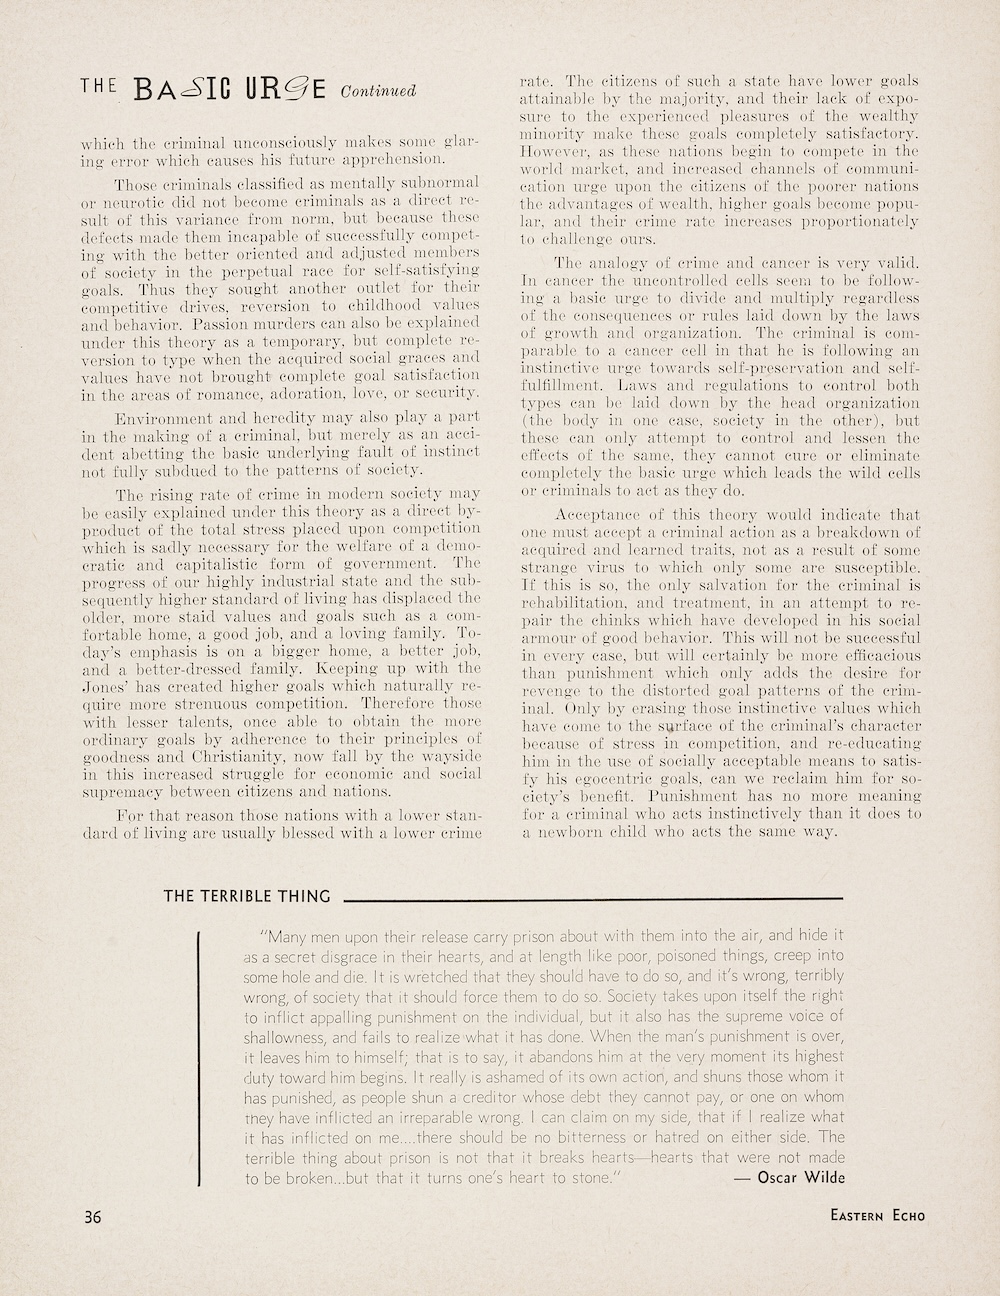 THE BASIC URGE Continued
which the criminal unconsciously makes some glar-
ing error which causes his future apprehension.
Those criminals classified as mentally subnormal
or neurotic did not become criminals as a direct re-
sult of this variance from norm, but because these
defects made them incapable of successfully compet-
ing with the better oriented and adjusted members
of society in the perpetual race for self-satisfying
goals. Thus they sought another outlet for their
competitive drives, reversion to childhood values
and behavior. Passion murders can also be explained
under this theory as a temporary, but complete re-
version to type when the acquired social graces and
values have not brought complete goal satisfaction
in the areas of romance, adoration, love, or security.
Environment and heredity may also play a part
in the making of a criminal, but merely as an acci-
dent abetting the basic underlying fault of instinct
not fully subdued to the patterns of society.
The rising rate of crime in modern society may
be easily explained under this theory as a direct by-
product of the total stress placed upon competition
which is sadly necessary for the welfare of a demo-
cratic and capitalistic form of government. The
progress of our highly industrial state and the sub-
sequently higher standard of living has displaced the
older, more staid values and goals such as a com-
fortable home, a good job, and a loving family. To-
day's emphasis is on a bigger home, a better job,
and a better-dressed family. Keeping up with the
Jones' has created higher goals which naturally re-
quire more strenuous competition. Therefore those
with lesser talents, once able to obtain the more
ordinary goals by adherence to their principles of
goodness and Christianity, now fall by the wayside
in this increased struggle for economic and social
supremacy between citizens and nations.
For that reason those nations with a lower stan-
dard of living are usually blessed with a lower crime
rate. The citizens of such a state have lower goals
attainable by the majority, and their lack of expo-
sure to the experienced pleasures of the wealthy
minority make these goals completely satisfactory.
However, as these nations begin to compete in the
world market, and increased channels of communi-
cation urge upon the citizens of the poorer nations
the advantages of wealth, higher goals become popu-
lar, and their crime rate increases proportionately
to challenge ours.
The analogy of crime and cancer is very valid.
In cancer the uncontrolled cells seem to be follow-
ing a basic urge to divide and multiply regardless
of the consequences or rules laid down by the laws
of growth and organization. The criminal is com-
parable to a cancer cell in that he is following an
instinctive urge towards self-preservation and self-
fulfillment. Laws and regulations to control both
types can be laid down by the head organization
(the body in one case, society in the other), but
these can only attempt to control and lessen the
effects of the same, they cannot cure or eliminate
completely the basic urge which leads the wild cells
or criminals to act as they do.
Acceptance of this theory would indicate that
one must accept a criminal action as a breakdown of
acquired and learned traits, not as a result of some
strange virus to which only some are susceptible.
If this is so, the only salvation for the criminal is
rehabilitation, and treatment, in an attempt to re-
pair the chinks which have developed in his social
armour of good behavior. This will not be successful
in every case, but will certainly be more efficacious
than punishment which only adds the desire for
revenge to the distorted goal patterns of the crim-
inal. Only by erasing those instinctive values which
have come to the surface of the criminal's character
because of stress in competition, and re-educating
him in the use of socially acceptable means to satis-
fy his egocentric goals, can we reclaim him for so-
ciety's benefit. Punishment has no more meaning
for a criminal who acts instinctively than it does to
a newborn child who acts the same way.
THE TERRIBLE THING
"Many men upon their release carry prison about with them into the air, and hide it
as a secret disgrace in their hearts, and at length like poor, poisoned things, creep into
some hole and die. It is wretched that they should have to do so, and it's wrong, terribly
wrong, of society that it should force them to do so. Society takes upon itself the right
to inflict appalling punishment on the individual, but it also has the supreme voice of
shallowness, and fails to realize what it has done. When the man's punishment is over,
it leaves him to himself; that is to say, it abandons him at the very moment its highest
duty toward him begins. It really is ashamed of its own action, and shuns those whom it
has punished, as people shun a creditor whose debt they cannot pay, or one on whom
they have inflicted an irreparable wrong. I can claim on my side, that if I realize what
it has inflicted on me....there should be no bitterness or hatred on either side. The
terrible thing about prison is not that it breaks hearts—hearts that were not made
to be broken...but that it turns one's heart to stone." — Oscar Wilde
36 EASTERN ECHO